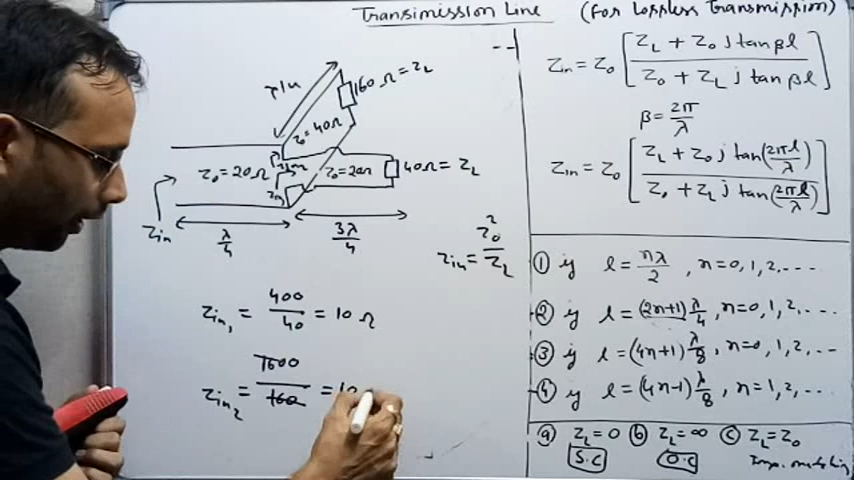 Transimission Line (For Lossless Transmission)
160 Ω = ZL
Z0 = 40Ω
Z0 = 20Ω
Z0 = 20Ω
40Ω = ZL
Zin
λ/4
3λ/4
Zin = Z0²/ZL
Zin1 = 400/40 = 10 Ω
Zin2 = 1600/160 = 10
Zin = Z0 [ZL + Z0 j tan βl / Z0 + ZL j tan βl]
β = 2π/λ
Zin = Z0 [ZL + Z0 j tan(2πl/λ) / Z0 + ZL j tan(2πl/λ)]
① if l = nλ/2 , n=0, 1, 2, ----
② if l = (2n+1) λ/4 , n=0, 1, 2, ...
③ if l = (4n+1) λ/8 , n=0, 1, 2, --
④ if l = (4n-1) λ/8 , n=1, 2, ---
ⓐ ZL=0 ⓑ ZL=∞ ⓒ ZL=Z0
S.C O.C Imp. matching